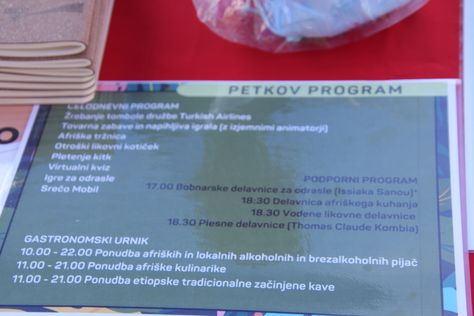 PETKOV PROGRAM
CELODNEVNI PROGRAM
Žrebanje tombole družbe Turkish Airlines
Tovarna zabave in napihljiva igrala (z izjemnimi animatorji)
Afriška tržnica
Otroški likovni kotiček
Pletenje kitk
Virtualni kviz
Igre za odrasle
Srečo Mobil
PODPORNI PROGRAM
17.00 Bobnarske delavnice za odrasle (Issiaka Sanou)*
18:30 Delavnica afriškega kuhanja
18.30 Vodene likovne delavnice
18.30 Plesne delavnice (Thomas Claude Kombia)
GASTRONOMSKI URNIK
10.00 - 22.00 Ponudba afriških in lokalnih alkoholnih in brezalkoholnih pijač
11.00 - 21.00 Ponudba afriške kulinarike
11.00 - 21.00 Ponudba etiopske tradicionalne začinjene kave